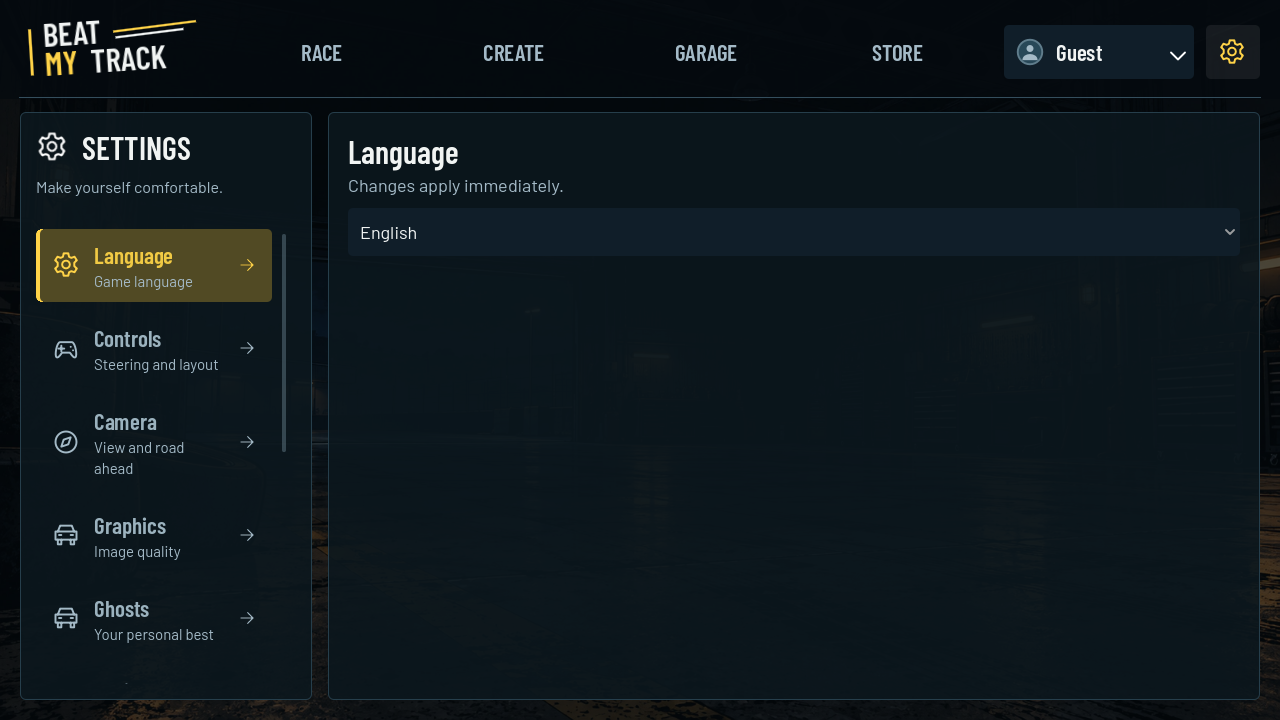 BEAT
MY TRACK
RACE
CREATE
GARAGE
STORE
Guest
SETTINGS
Make yourself comfortable.
Language
Game language
Controls
Steering and layout
Camera
View and road
ahead
Graphics
Image quality
Ghosts
Your personal best
Language
Changes apply immediately.
English